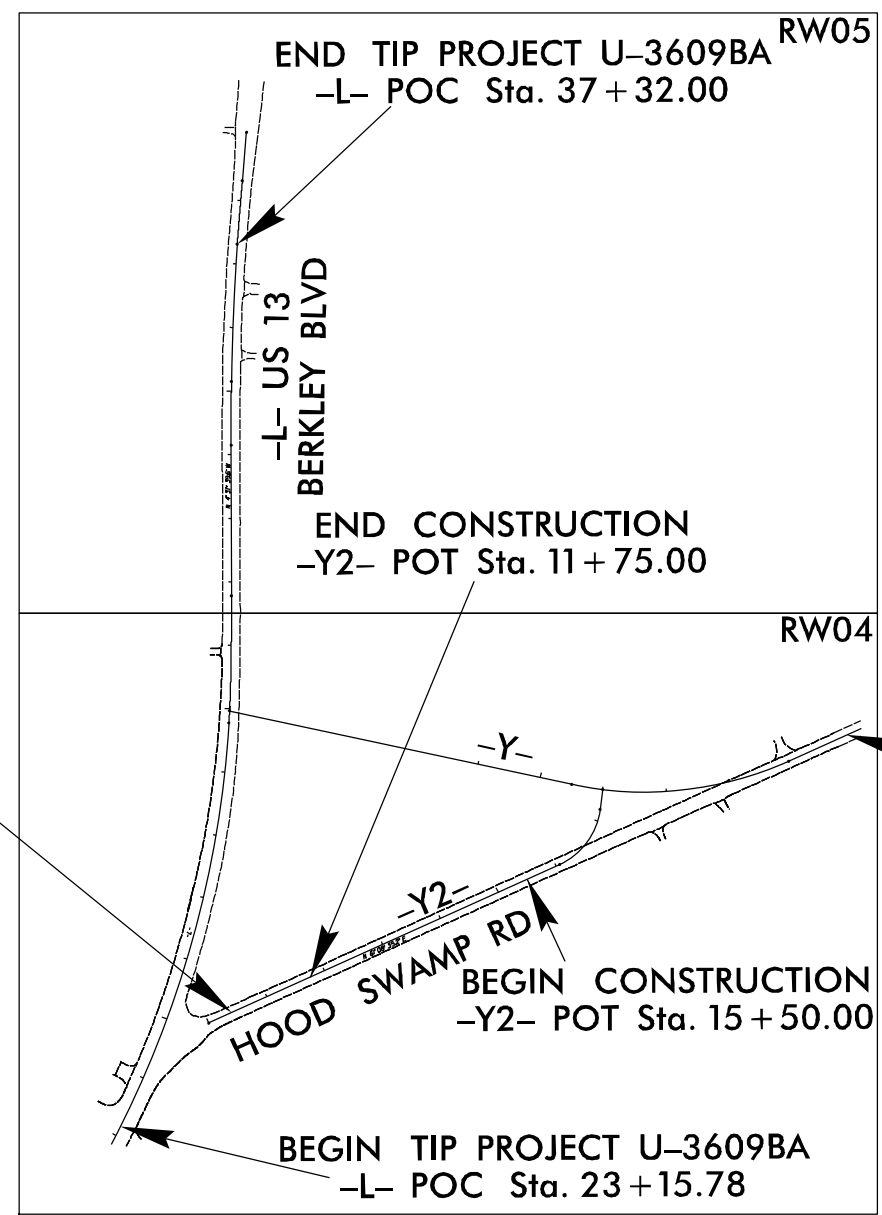 RW05
END TIP PROJECT U–3609BA
–L– POC Sta. 37+32.00
–L– US 13
BERKLEY BLVD
END CONSTRUCTION
–Y2– POT Sta. 11+75.00
RW04
–Y–
–Y2–
HOOD SWAMP RD
BEGIN CONSTRUCTION
–Y2– POT Sta. 15+50.00
BEGIN TIP PROJECT U–3609BA
–L– POC Sta. 23+15.78